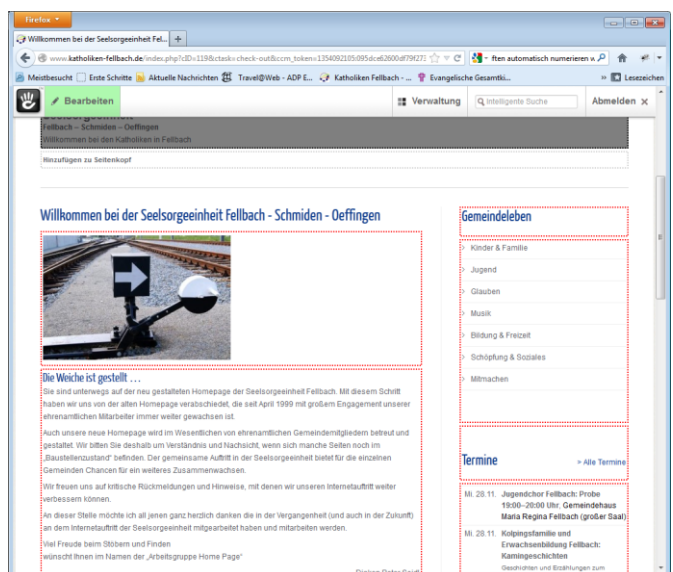 Firefox
Willkommen bei der Seelsorgeeinheit Fel...
www.katholiken-fellbach.de/index.php?cID=119&ctask=check-out&ccm_token=1354092105:095dce62600df79f273
ften automatisch numerieren v.
Meistbesucht Erste Schritte Aktuelle Nachrichten Travel@Web - ADP E... Katholiken Fellbach - ... Evangelische Gesamtki... » Lesezeichen
Bearbeiten Verwaltung Intelligente Suche Abmelden
Seelsorgeeinheit
Fellbach – Schmiden – Oeffingen
Willkommen bei den Katholiken in Fellbach
Hinzufügen zu Seitenkopf
Willkommen bei der Seelsorgeeinheit Fellbach - Schmiden - Oeffingen
Die Weiche ist gestellt …
Sie sind unterwegs auf der neu gestalteten Homepage der Seelsorgeeinheit Fellbach. Mit diesem Schritt
haben wir uns von der alten Homepage verabschiedet, die seit April 1999 mit großem Engagement unserer
ehrenamtlichen Mitarbeiter immer weiter gewachsen ist.
Auch unsere neue Homepage wird im Wesentlichen von ehrenamtlichen Gemeindemitgliedern betreut und
gestaltet. Wir bitten Sie deshalb um Verständnis und Nachsicht, wenn sich manche Seiten noch im
„Baustellenzustand“ befinden. Der gemeinsame Auftritt in der Seelsorgeeinheit bietet für die einzelnen
Gemeinden Chancen für ein weiteres Zusammenwachsen.
Wir freuen uns auf kritische Rückmeldungen und Hinweise, mit denen wir unseren Internetauftritt weiter
verbessern können.
An dieser Stelle möchte ich all jenen ganz herzlich danken die in der Vergangenheit (und auch in der Zukunft)
an dem Internetauftritt der Seelsorgeeinheit mitgearbeitet haben und mitarbeiten werden.
Viel Freude beim Stöbern und Finden
wünscht Ihnen im Namen der „Arbeitsgruppe Home Page“
Gemeindeleben
Kinder & Familie
Jugend
Glauben
Musik
Bildung & Freizeit
Schöpfung & Soziales
Mitmachen
Termine » Alle Termine
Mi. 28.11. Jugendchor Fellbach: Probe
19:00–20:00 Uhr, Gemeindehaus
Maria Regina Fellbach (großer Saal)
Mi. 28.11. Kolpingsfamilie und
Erwachsenbildung Fellbach:
Kamingeschichten
Geschichten und Erzählungen zum